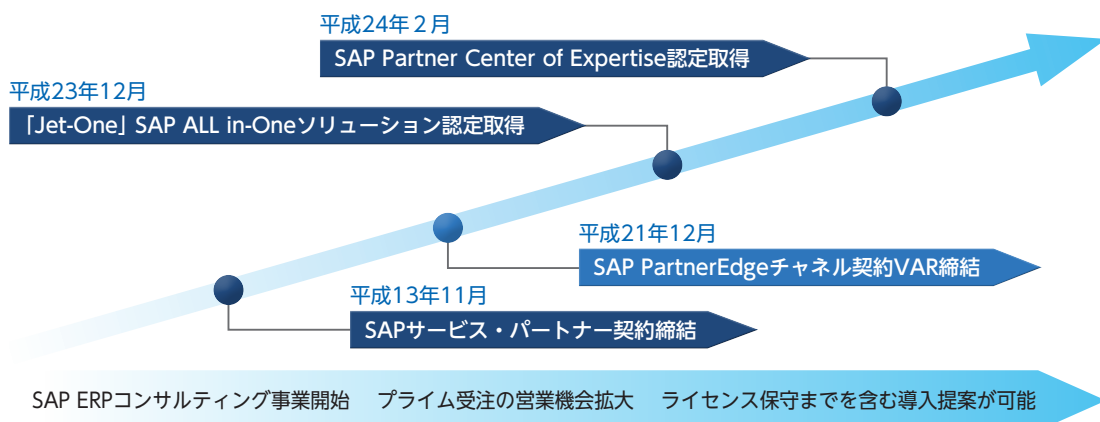 平成24年２月
SAP Partner Center of Expertise認定取得
平成23年12月
「Jet-One」SAP ALL in-Oneソリューション認定取得
平成21年12月
SAP PartnerEdgeチャネル契約VAR締結
平成13年11月
SAPサービス・パートナー契約締結
SAP ERPコンサルティング事業開始 プライム受注の営業機会拡大 ライセンス保守までを含む導入提案が可能